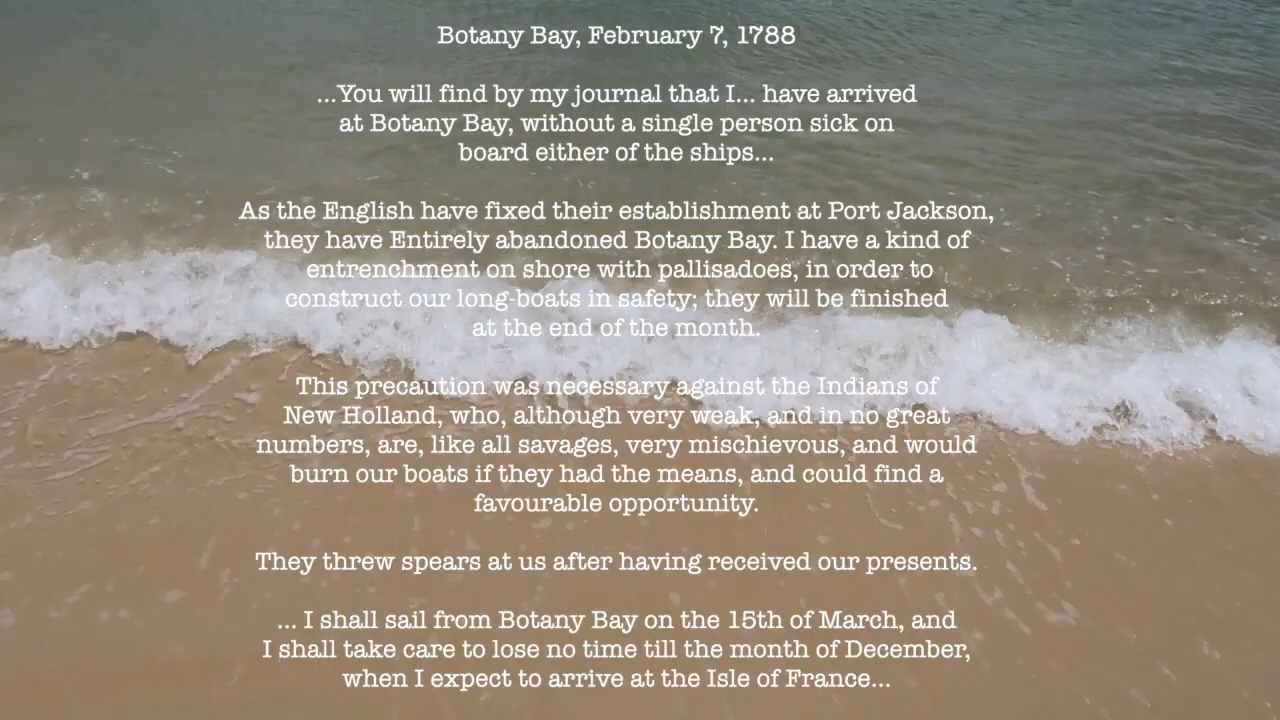 Botany Bay, February 7, 1788
...You will find by my journal that I... have arrived
at Botany Bay, without a single person sick on
board either of the ships...
As the English have fixed their establishment at Port Jackson,
they have Entirely abandoned Botany Bay. I have a kind of
entrenchment on shore with pallisadoes, in order to
construct our long-boats in safety; they will be finished
at the end of the month.
This precaution was necessary against the Indians of
New Holland, who, although very weak, and in no great
numbers, are, like all savages, very mischievous, and would
burn our boats if they had the means, and could find a
favourable opportunity.
They threw spears at us after having received our presents.
... I shall sail from Botany Bay on the 15th of March, and
I shall take care to lose no time till the month of December,
when I expect to arrive at the Isle of France...